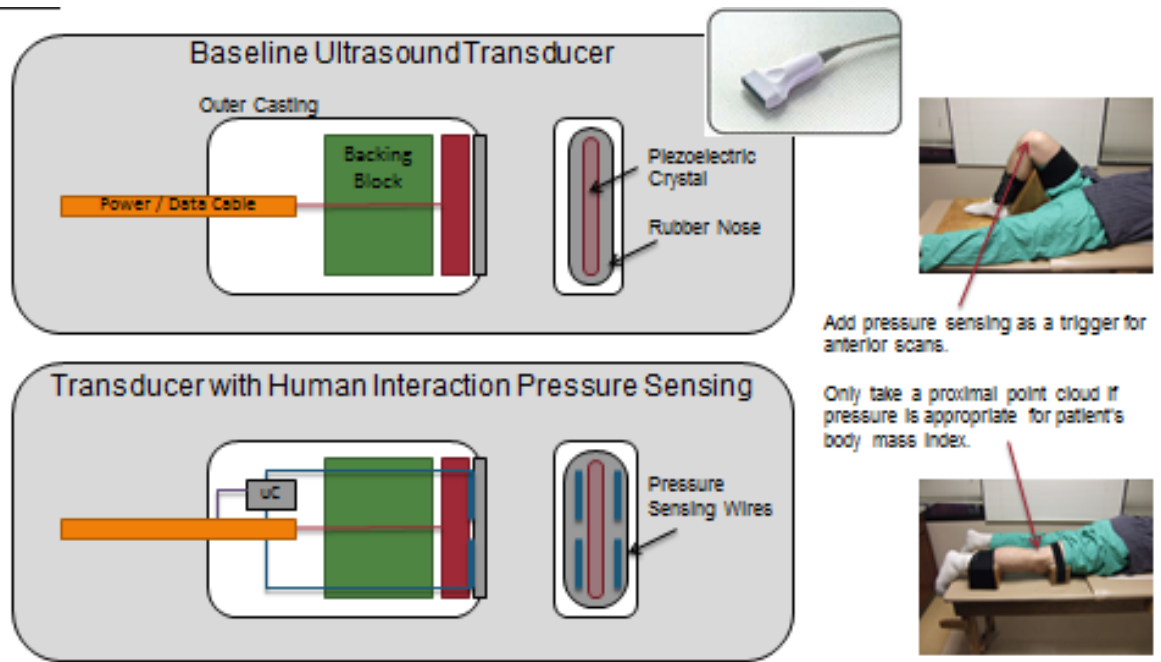 Baseline Ultrasound Transducer
Outer Casting
Backing
Block
Power / Data Cable
Piezoelectric
Crystal
Rubber Nose
Add pressure sensing as a trigger for
anterior scans.
Only take a proximal point cloud if
pressure is appropriate for patient's
body mass index.
Transducer with Human Interaction Pressure Sensing
uC
Pressure
Sensing Wires